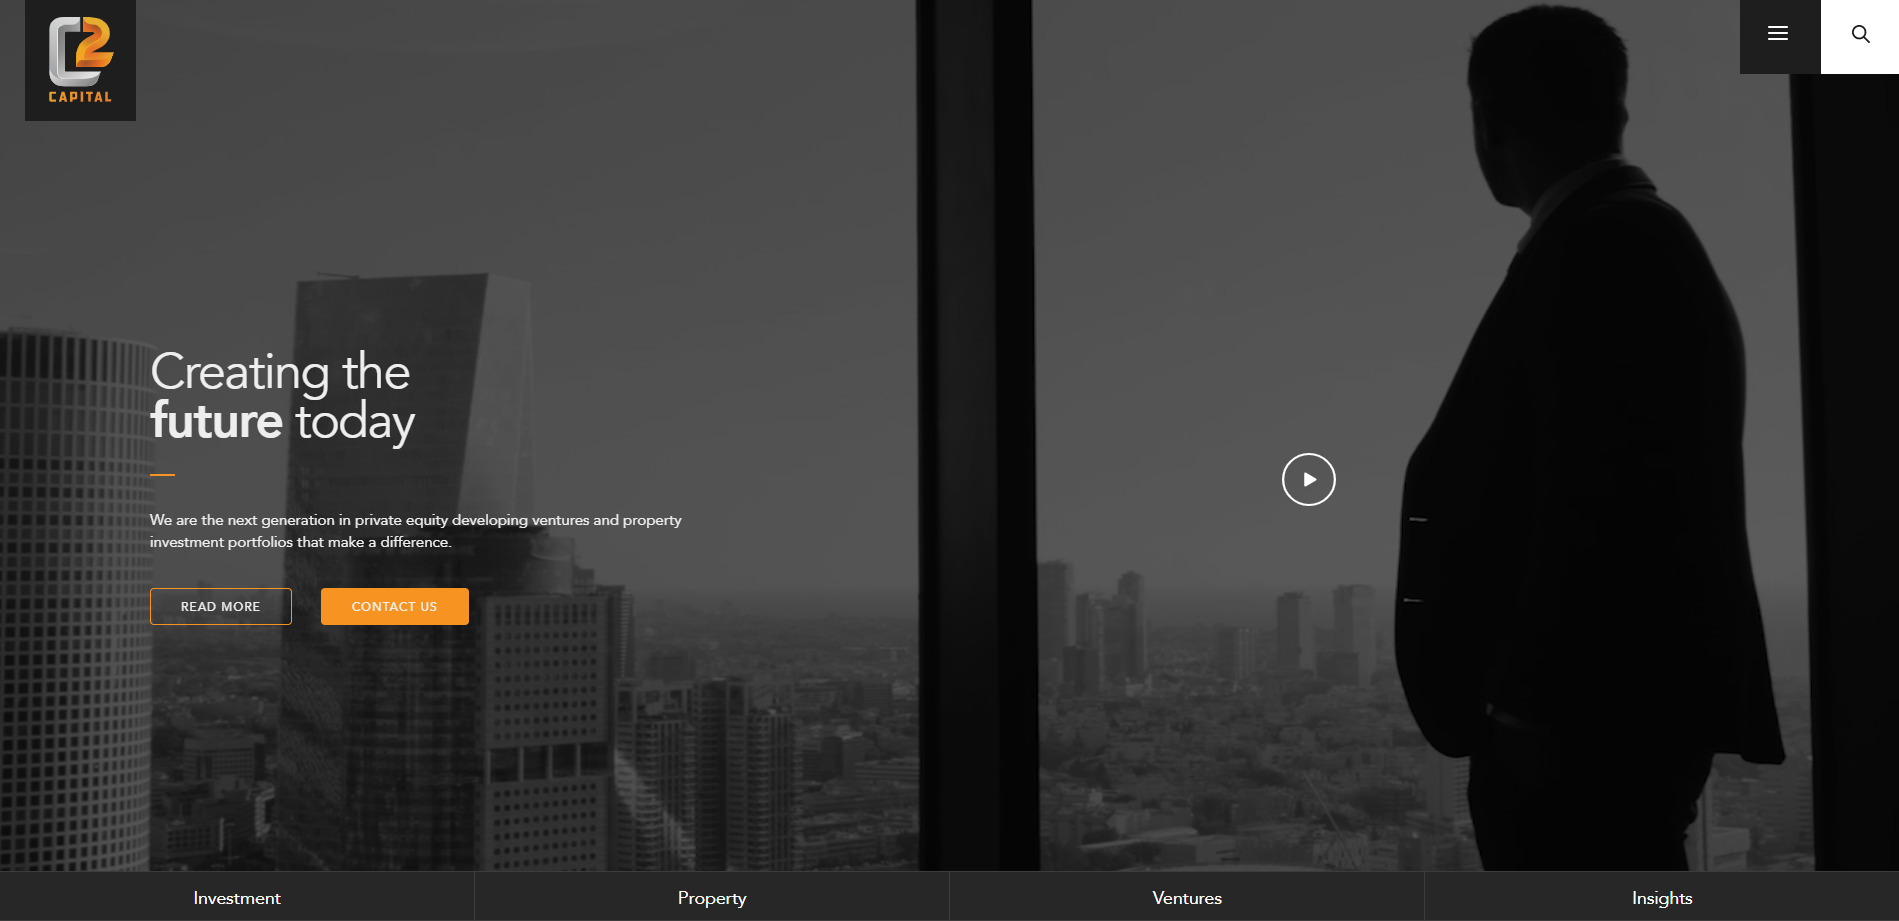 C2
CAPITAL
Creating the
future today
We are the next generation in private equity developing ventures and property
investment portfolios that make a difference.
READ MORE
CONTACT US
Investment
Property
Ventures
Insights